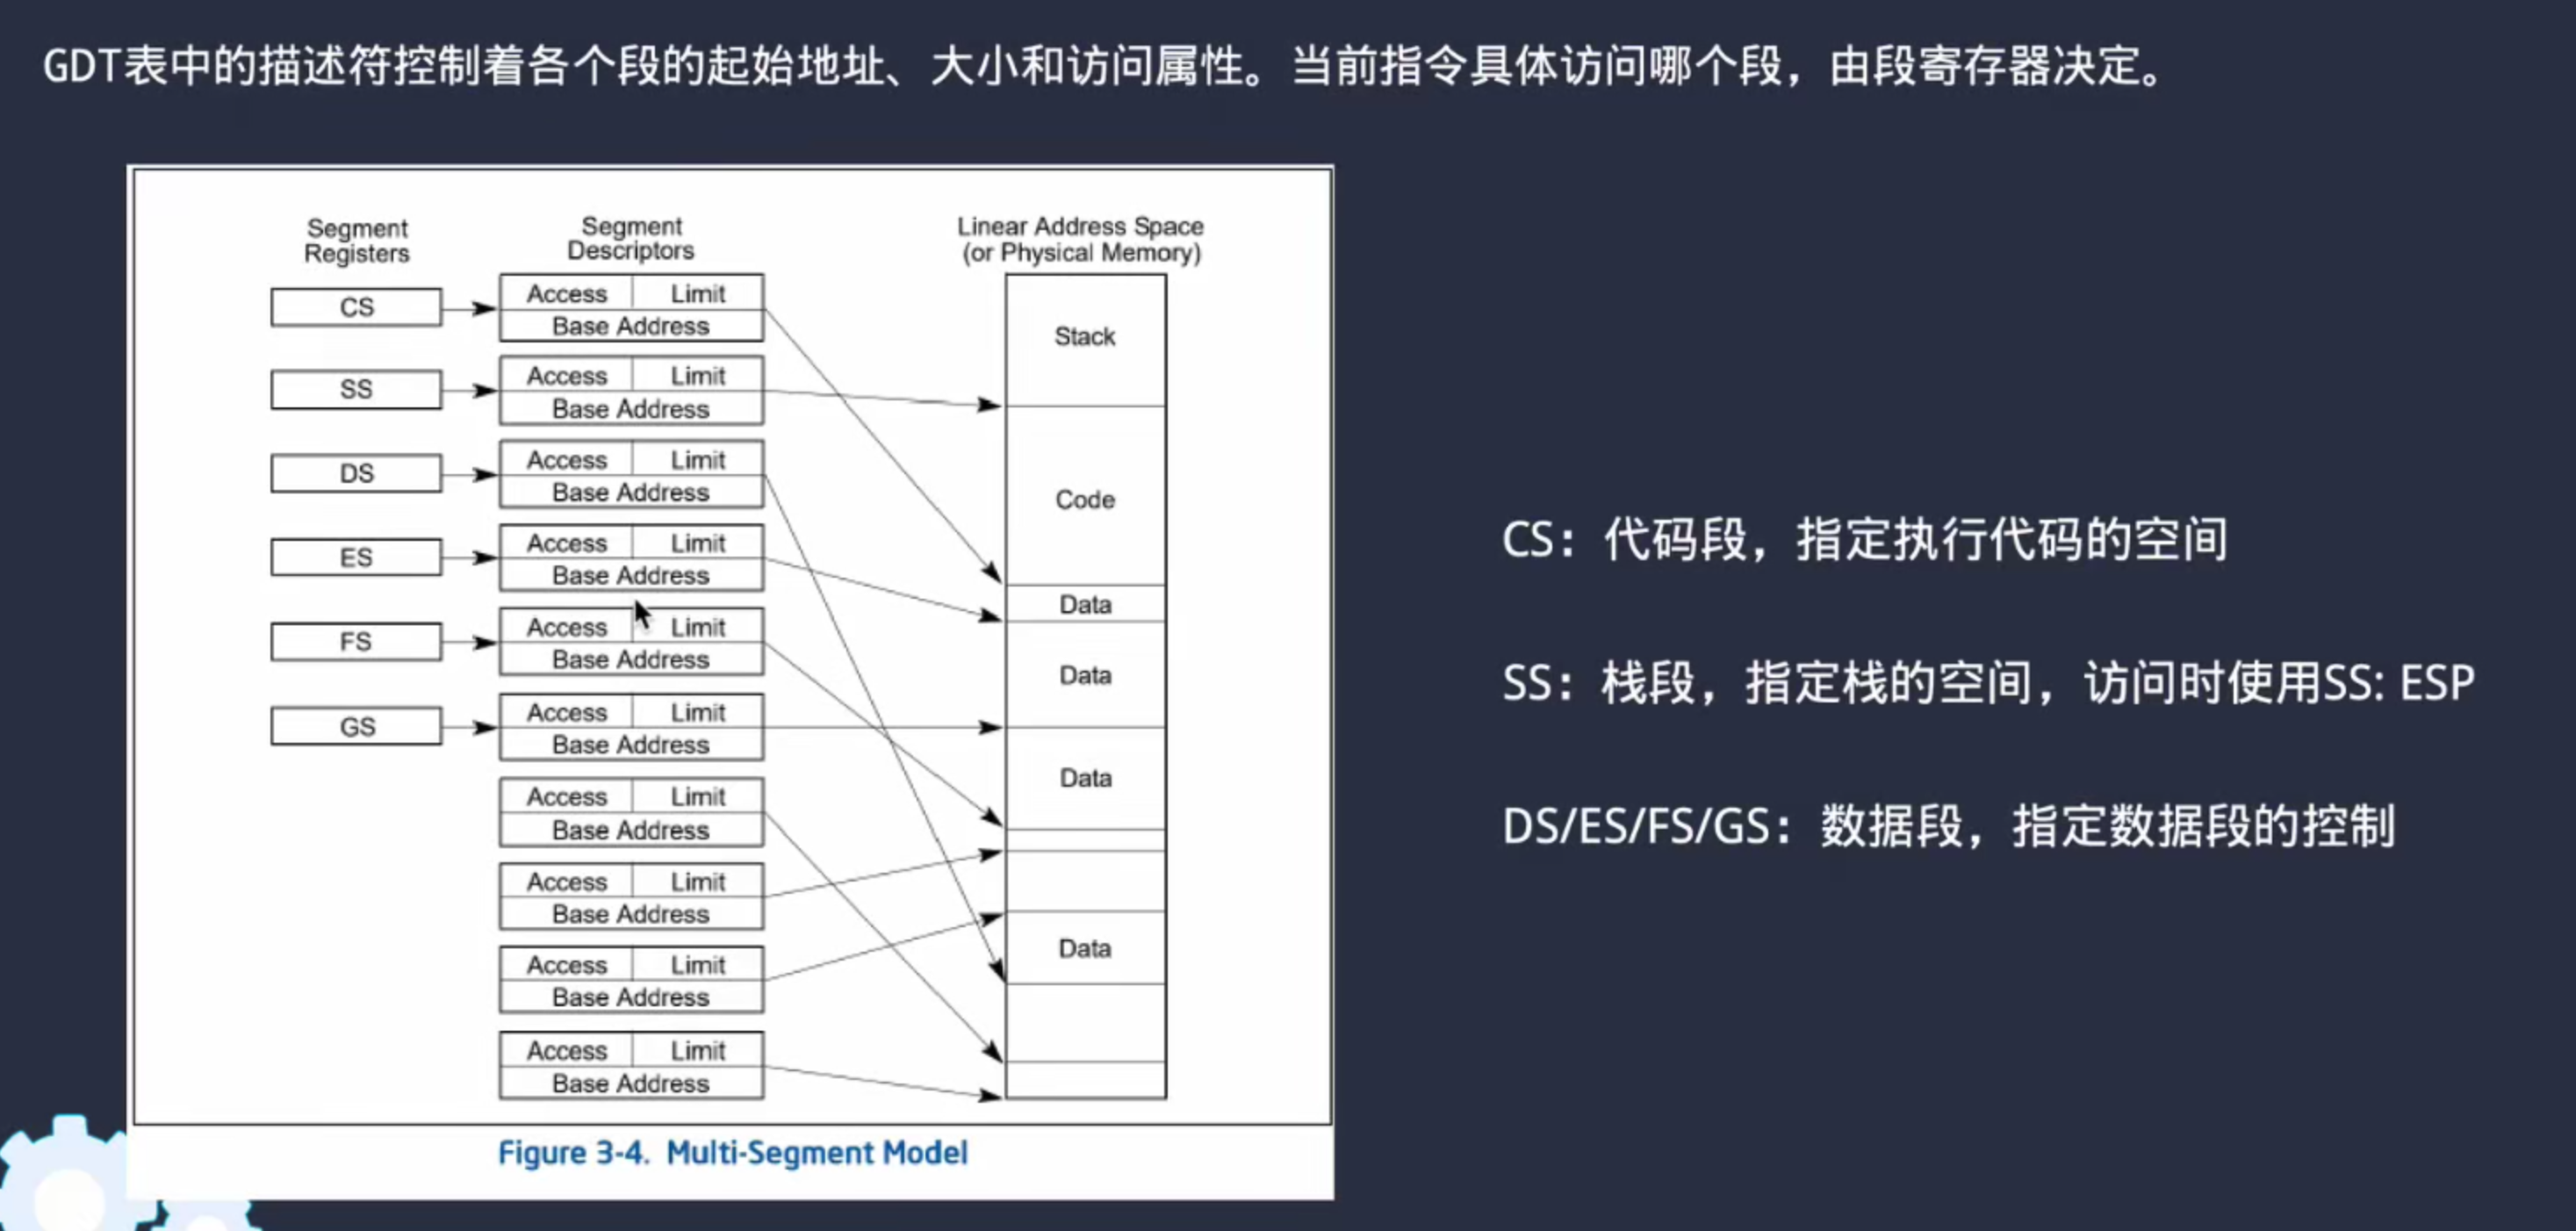 GDT表中的描述符控制着各个段的起始地址、大小和访问属性。当前指令具体访问哪个段，由段寄存器决定。
Segment
Registers
Segment
Descriptors
Linear Address Space
(or Physical Memory)
CS
Access Limit
Base Address
SS
Access Limit
Base Address
DS
Access Limit
Base Address
ES
Access Limit
Base Address
FS
Access Limit
Base Address
GS
Access Limit
Base Address
Access Limit
Base Address
Access Limit
Base Address
Access Limit
Base Address
Access Limit
Base Address
Stack
Code
Data
Data
Data
Data
Figure 3-4. Multi-Segment Model
CS：代码段，指定执行代码的空间
SS：栈段，指定栈的空间，访问时使用SS: ESP
DS/ES/FS/GS：数据段，指定数据段的控制